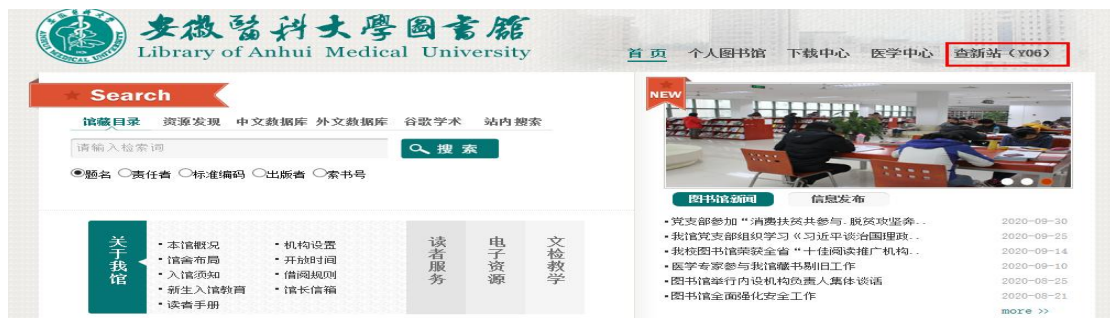 安徽醫科大學圖書館
Library of Anhui Medical University
首页 个人图书馆 下载中心 医学中心 查新站（Y06）
Search
馆藏目录 资源发现 中文数据库 外文数据库 谷歌学术 站内搜索
请输入检索词 搜 索
题名 责任者 标准编码 出版者 索书号
NEW
图书馆新闻 信息发布
·党支部参加“消费扶贫共参与.脱贫攻坚奔.. 2020-09-30
·我馆党支部组织学习《习近平谈治国理政.. 2020-09-25
·我校图书馆荣获全省“十佳阅读推广机构.. 2020-09-14
·医学专家参与我馆藏书剔旧工作 2020-09-10
·图书馆举行内设机构负责人集体谈话 2020-08-25
·图书馆全面强化安全工作 2020-08-21
more >>
关于我馆
·本馆概况 ·机构设置
·馆舍布局 ·开放时间
·入馆须知 ·借阅规则
·新生入馆教育 ·馆长信箱
·读者手册
读者服务
电子资源
文检教学